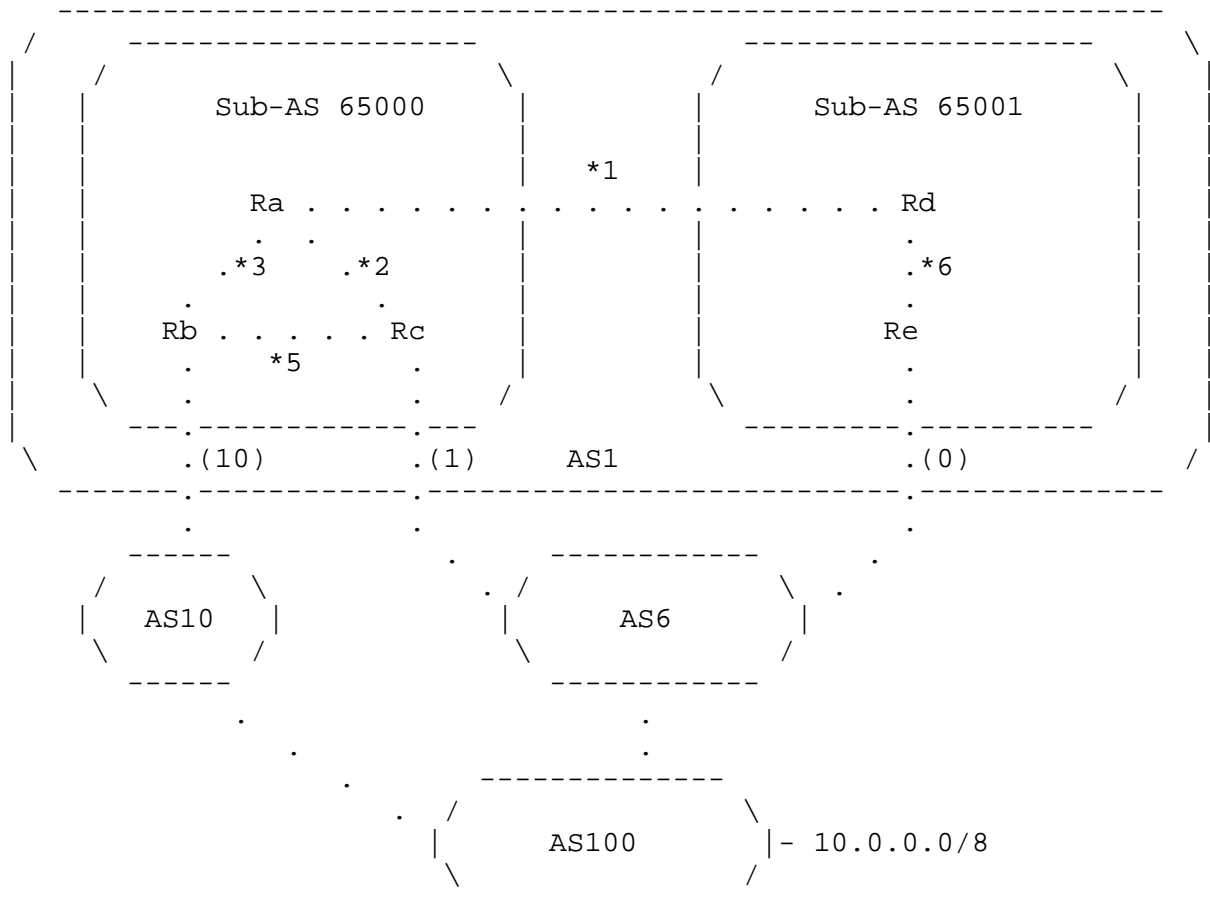 Sub-AS 65000 Sub-AS 65001
*1
Ra Rd
*3 *2 *6
Rb Rc Re
*5
(10) (1) AS1 (0)
AS10 AS6
AS100 - 10.0.0.0/8